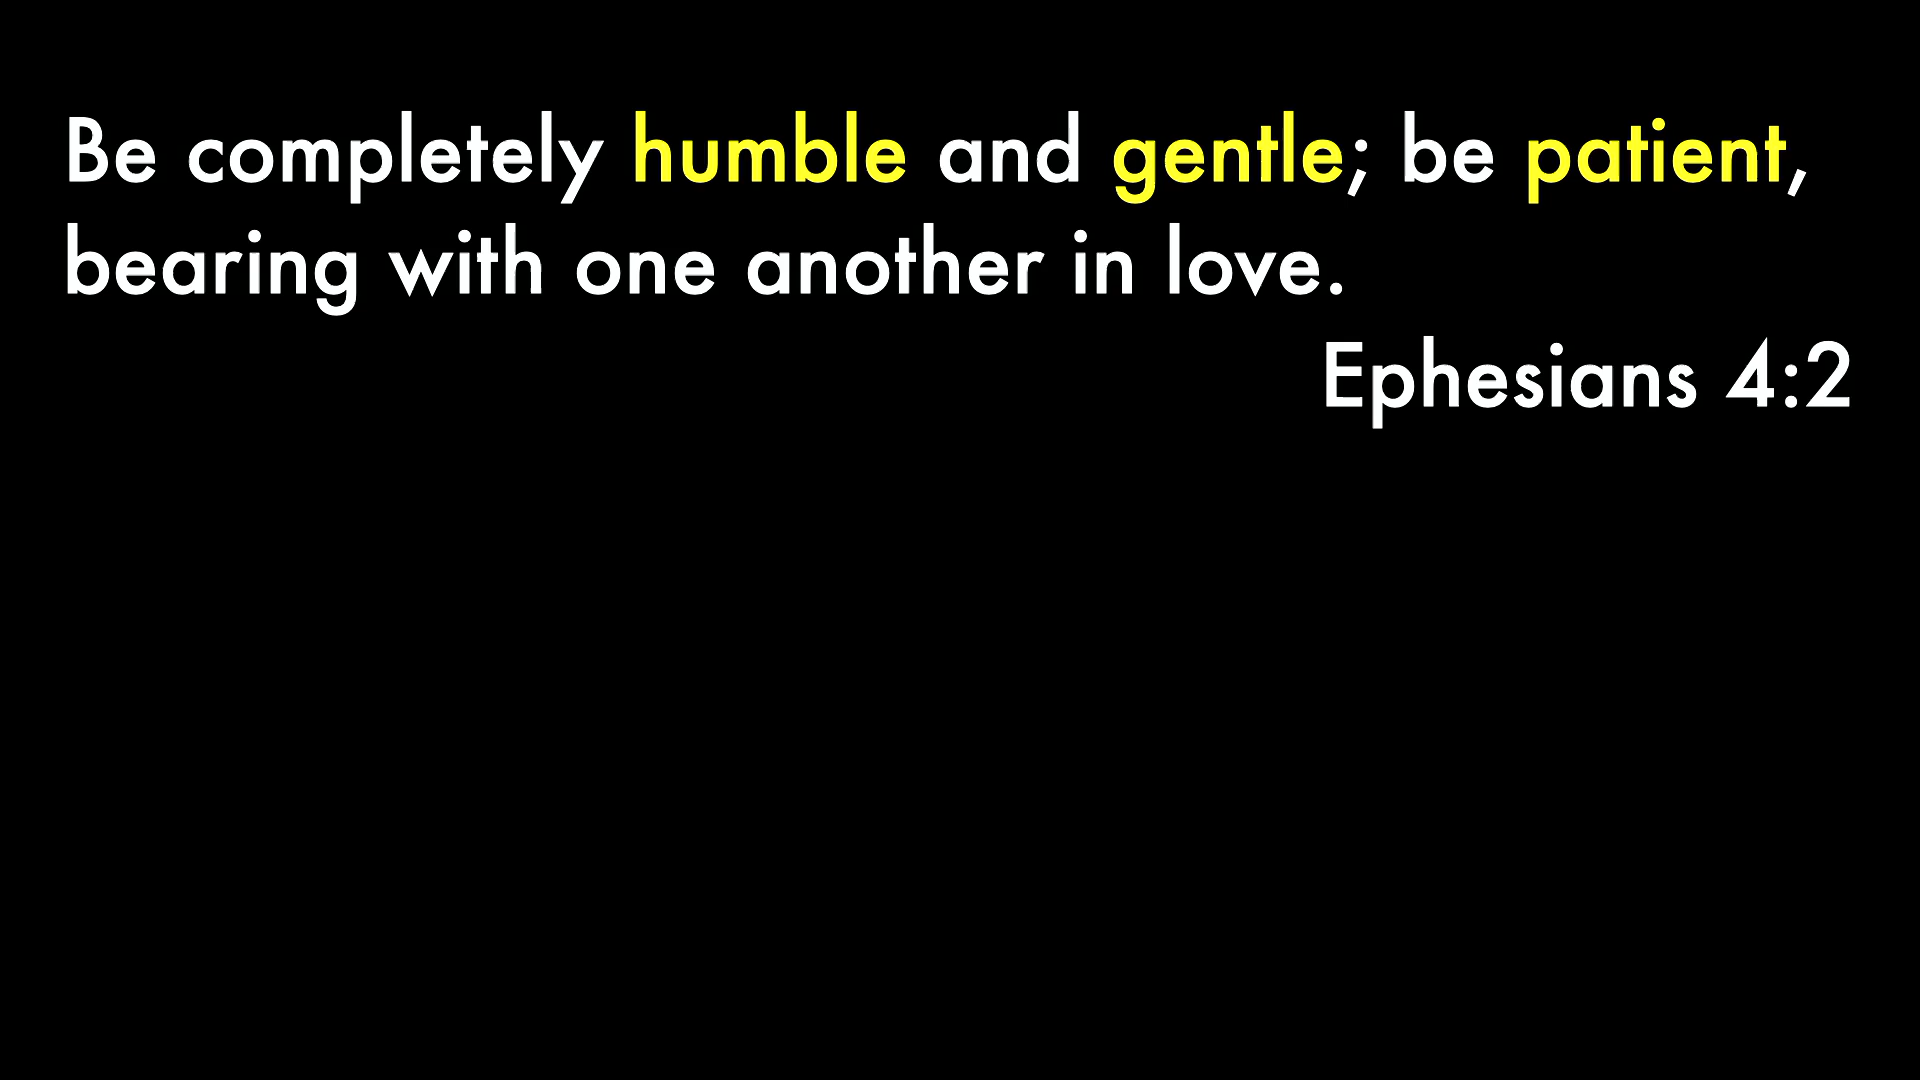 Be completely humble and gentle; be patient,
bearing with one another in love.
Ephesians 4:2